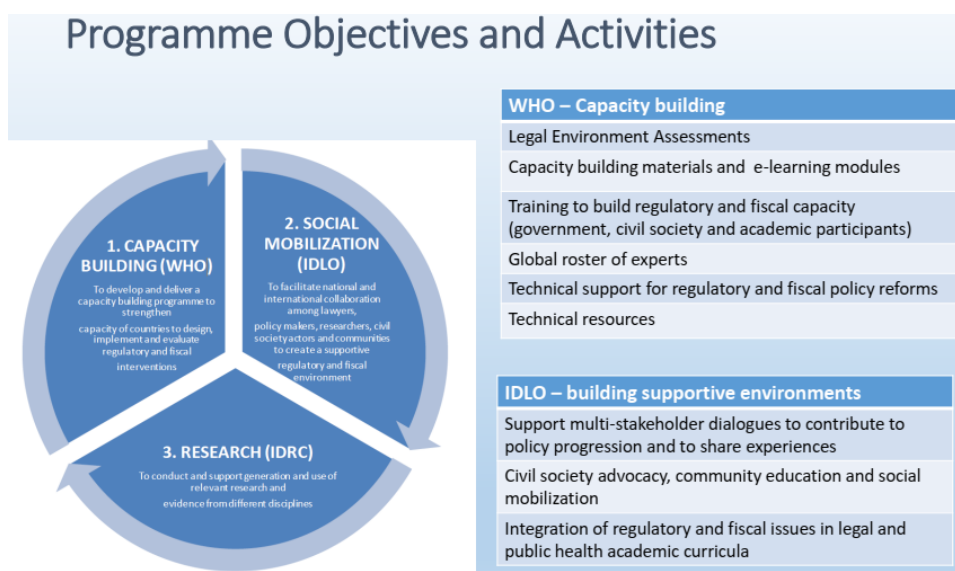 Programme Objectives and Activities
1. CAPACITY
BUILDING (WHO)
To develop and deliver a
capacity building programme to
strengthen
capacity of countries to design,
implement and evaluate
regulatory and fiscal
interventions
2. SOCIAL
MOBILIZATION
(IDLO)
To facilitate national and
international collaboration
among lawyers,
policy makers, researchers, civil
society actors and communities
to create a supportive
regulatory and fiscal
environment
3. RESEARCH (IDRC)
To conduct and support generation and use of
relevant research and
evidence from different disciplines
WHO – Capacity building
Legal Environment Assessments
Capacity building materials and e-learning modules
Training to build regulatory and fiscal capacity
(government, civil society and academic participants)
Global roster of experts
Technical support for regulatory and fiscal policy reforms
Technical resources
IDLO – building supportive environments
Support multi-stakeholder dialogues to contribute to
policy progression and to share experiences
Civil society advocacy, community education and social
mobilization
Integration of regulatory and fiscal issues in legal and
public health academic curricula